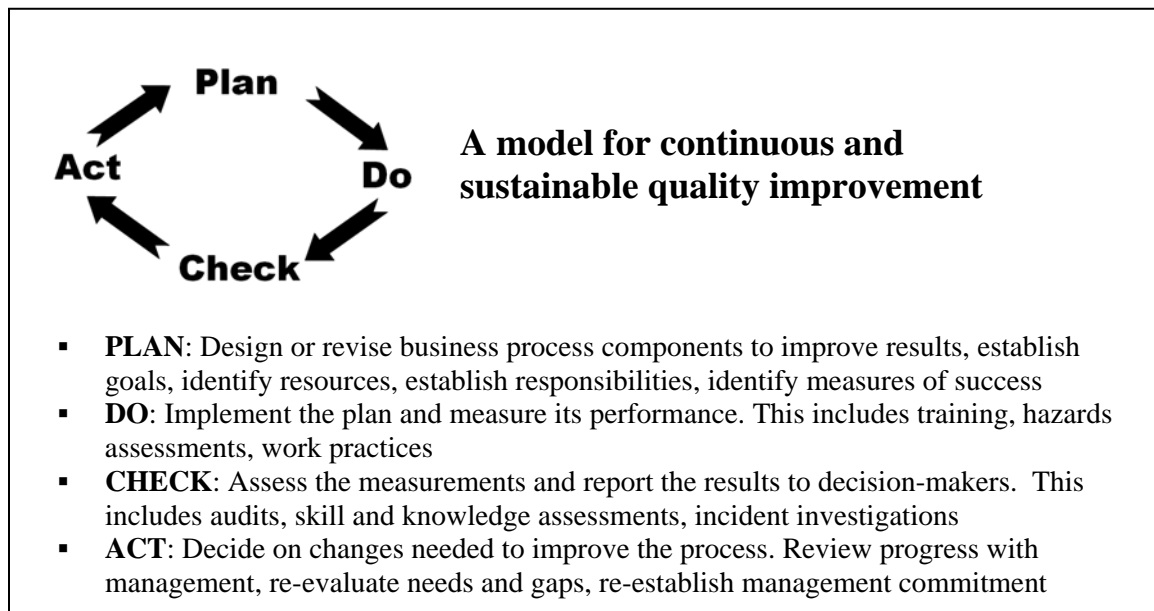 Plan
Act
Do
Check
A model for continuous and
sustainable quality improvement
▪ PLAN: Design or revise business process components to improve results, establish
goals, identify resources, establish responsibilities, identify measures of success
▪ DO: Implement the plan and measure its performance. This includes training, hazards
assessments, work practices
▪ CHECK: Assess the measurements and report the results to decision-makers.  This
includes audits, skill and knowledge assessments, incident investigations
▪ ACT: Decide on changes needed to improve the process. Review progress with
management, re-evaluate needs and gaps, re-establish management commitment